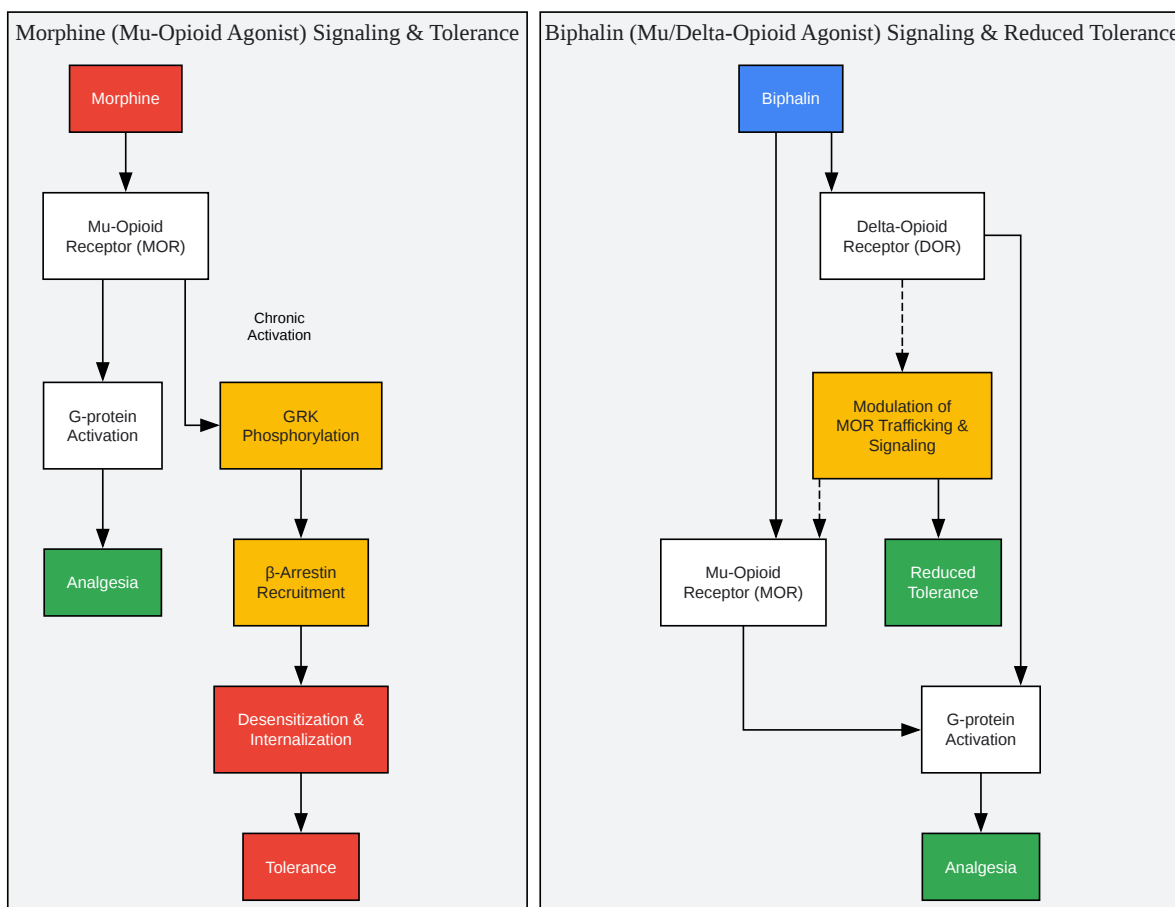 Morphine (Mu-Opioid Agonist) Signaling & Tolerance
Morphine
Mu-Opioid
Receptor (MOR)
Chronic
Activation
G-protein
Activation
GRK
Phosphorylation
Analgesia
β-Arrestin
Recruitment
Desensitization &
Internalization
Tolerance
Biphalin (Mu/Delta-Opioid Agonist) Signaling & Reduced Tolerance
Biphalin
Delta-Opioid
Receptor (DOR)
Modulation of
MOR Trafficking &
Signaling
Mu-Opioid
Receptor (MOR)
Reduced
Tolerance
G-protein
Activation
Analgesia